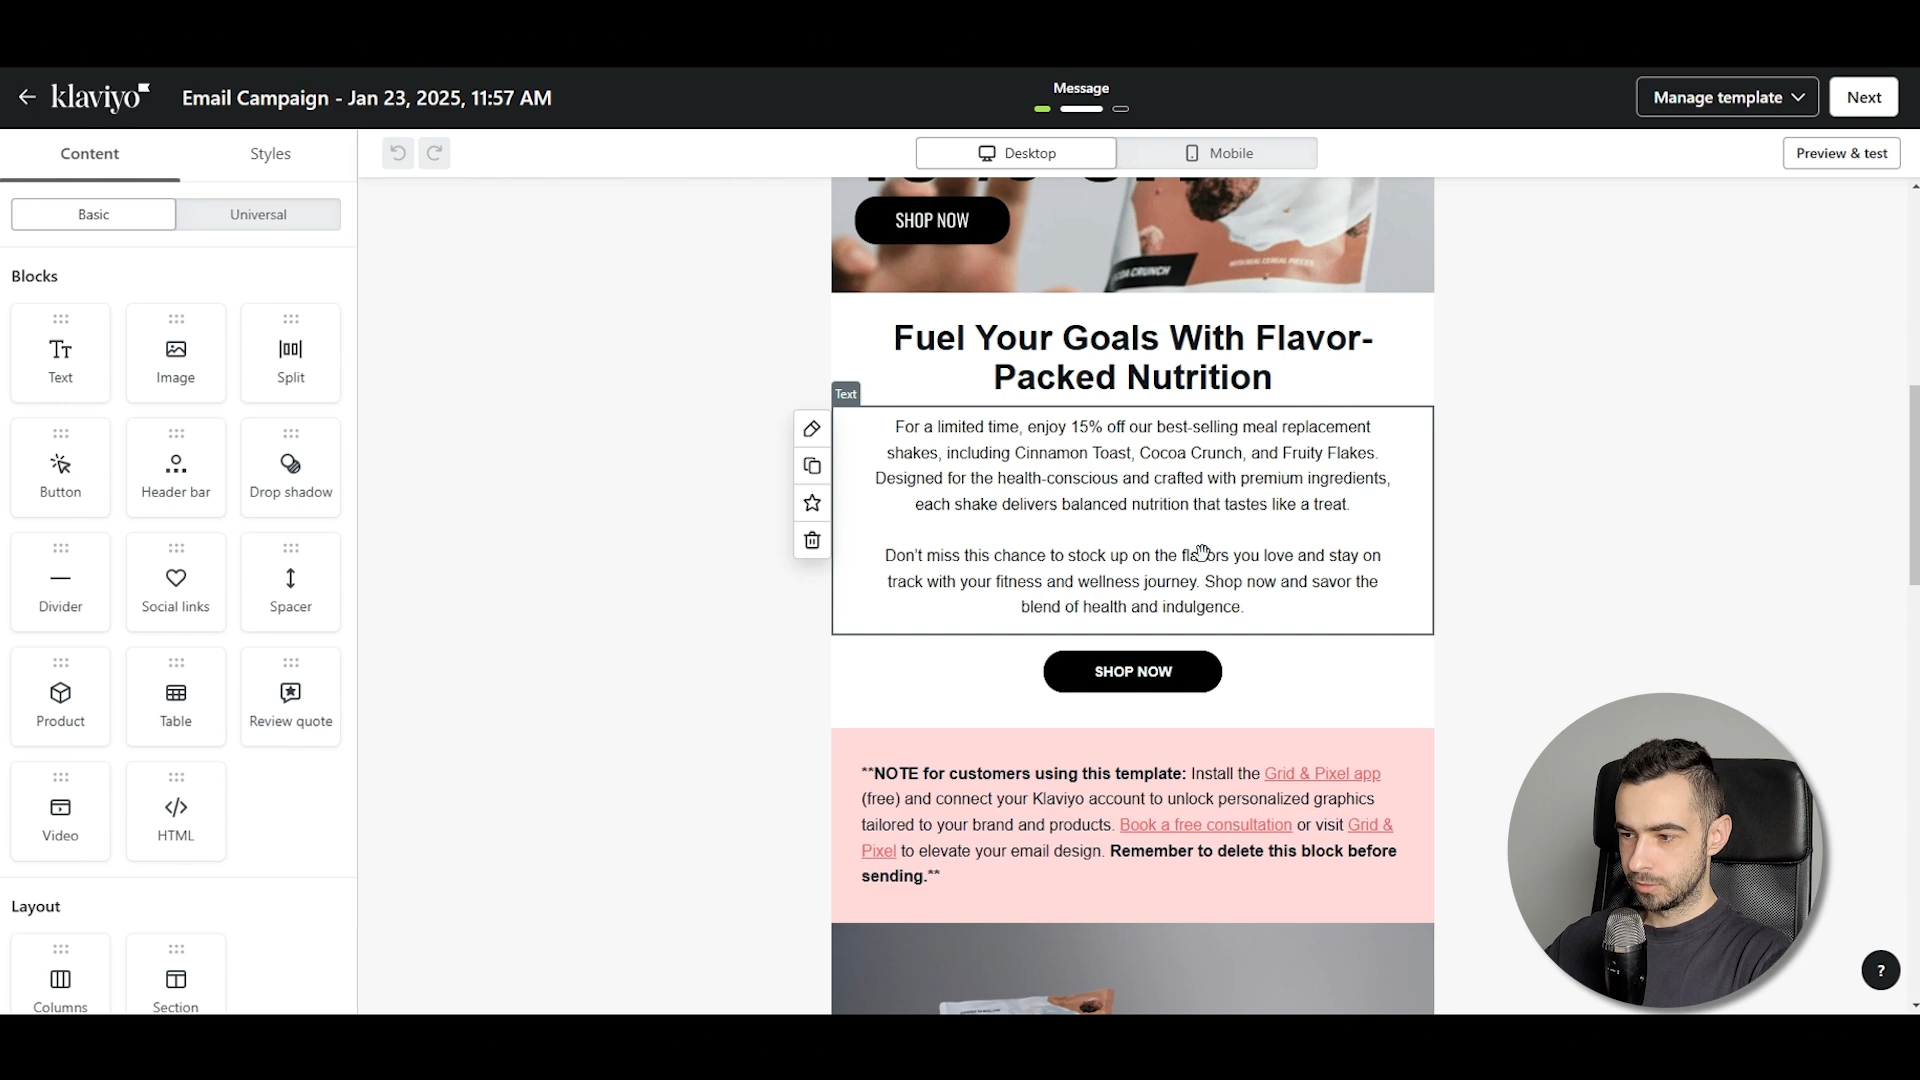 klaviyo
Email Campaign - Jan 23, 2025, 11:57 AM
Message
Manage template
Next
Content
Styles
Desktop
Mobile
Preview & test
Basic
Universal
Blocks
Text
Image
Split
Button
Header bar
Drop shadow
Divider
Social links
Spacer
Product
Table
Review quote
Video
HTML
Layout
Columns
Section
SHOP NOW
CRUNCH
WITH REAL CEREAL PIECES
Fuel Your Goals With Flavor-
Packed Nutrition
Text
For a limited time, enjoy 15% off our best-selling meal replacement
shakes, including Cinnamon Toast, Cocoa Crunch, and Fruity Flakes.
Designed for the health-conscious and crafted with premium ingredients,
each shake delivers balanced nutrition that tastes like a treat.
Don't miss this chance to stock up on the flavors you love and stay on
track with your fitness and wellness journey. Shop now and savor the
blend of health and indulgence.
SHOP NOW
**NOTE for customers using this template: Install the Grid & Pixel app
(free) and connect your Klaviyo account to unlock personalized graphics
tailored to your brand and products. Book a free consultation or visit Grid &
Pixel to elevate your email design. Remember to delete this block before
sending.**
?